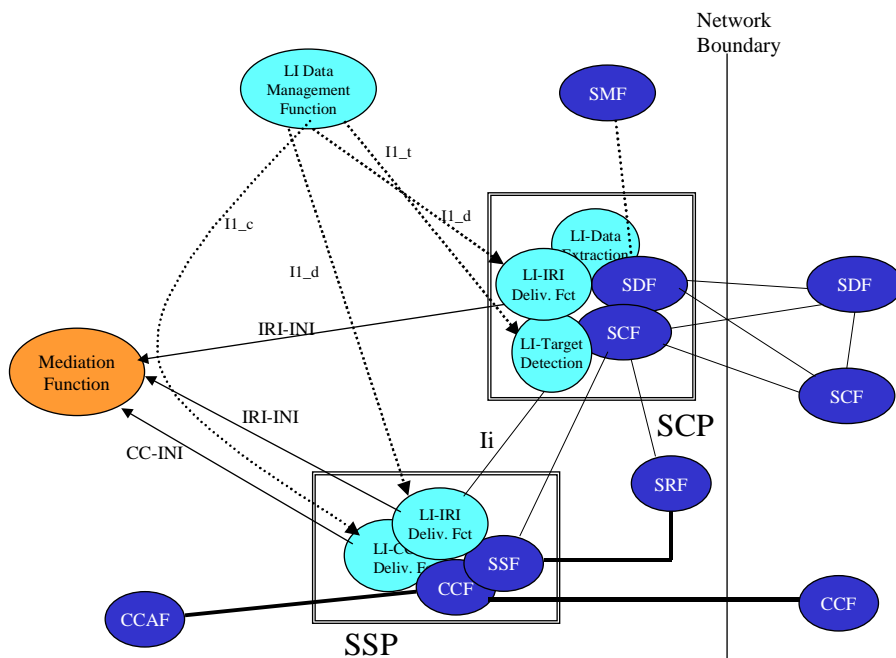 Network
Boundary
LI Data
Management
Function
SMF
I1_t
I1_c
I1_d
I1_d
LI-Data
Extraction
LI-IRI
Deliv. Fct
SDF
SDF
IRI-INI
SCF
LI-Target
Detection
Mediation
Function
SCF
IRI-INI
SCP
Ii
CC-INI
SRF
LI-IRI
Deliv. Fct
Deliv.
SSF
CCF
CCF
CCAF
SSP